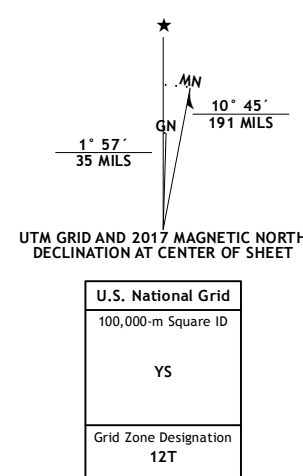 ★
MN
GN
10° 45´
191 MILS
1° 57´
35 MILS
UTM GRID AND 2017 MAGNETIC NORTH
DECLINATION AT CENTER OF SHEET
U.S. National Grid
100,000-m Square ID
YS
Grid Zone Designation
12T